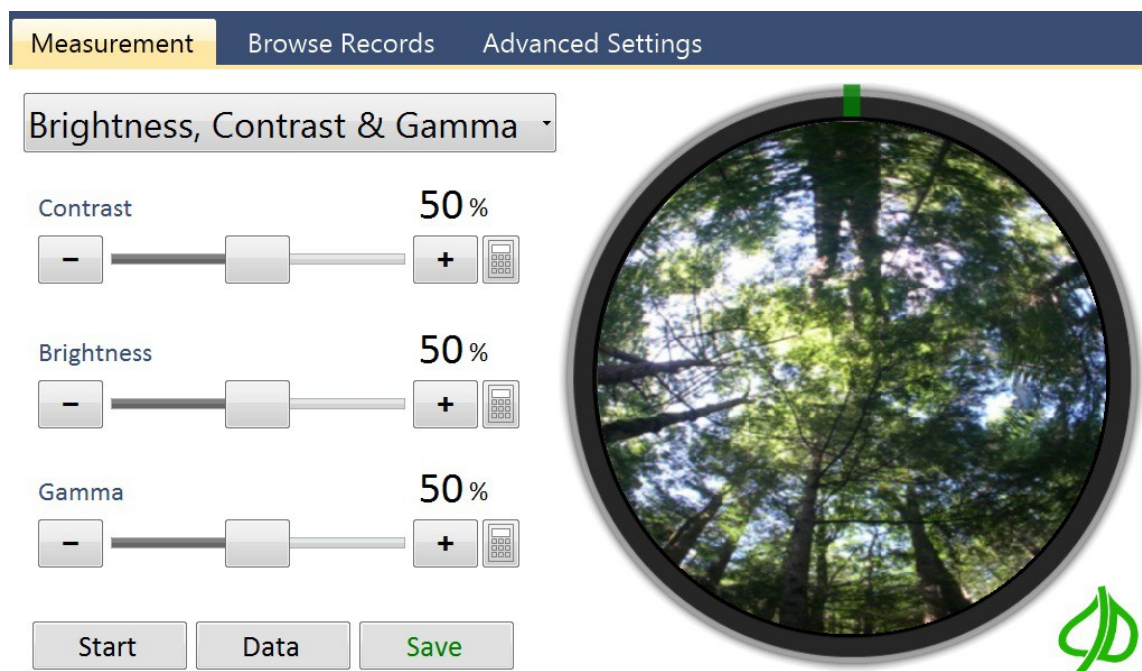 Measurement
Browse Records
Advanced Settings
Brightness, Contrast & Gamma
Contrast
50 %
−
+
Brightness
50 %
−
+
Gamma
50 %
−
+
Start
Data
Save